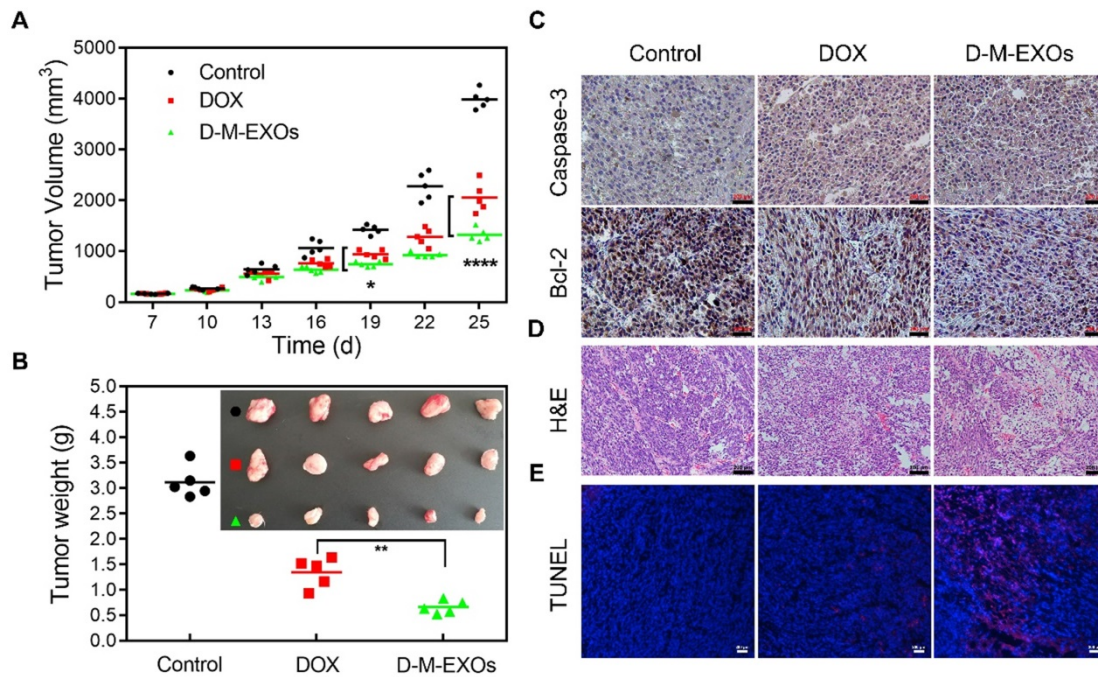 A
Tumor Volume (mm³)
5000
4000
3000
2000
1000
0
Control
DOX
D-M-EXOs
*
****
7 10 13 16 19 22 25
Time (d)
B
Tumor weight (g)
5.0
4.5
4.0
3.5
3.0
2.5
2.0
1.5
1.0
0.5
0.0
**
Control DOX D-M-EXOs
C
Control DOX D-M-EXOs
Caspase-3
Bcl-2
D
H&E
E
TUNEL